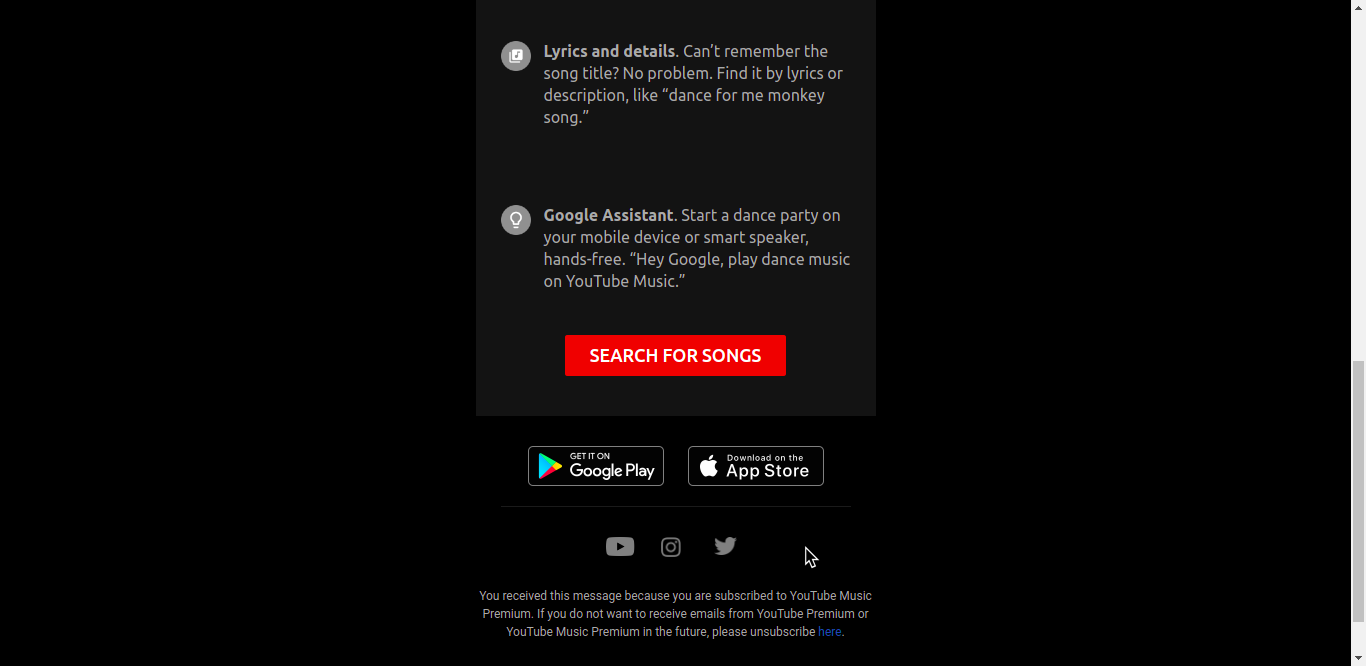 Lyrics and details. Can’t remember the
song title? No problem. Find it by lyrics or
description, like “dance for me monkey
song.”
Google Assistant. Start a dance party on
your mobile device or smart speaker,
hands-free. “Hey Google, play dance music
on YouTube Music.”
SEARCH FOR SONGS
GET IT ON
Google Play
Download on the
App Store
You received this message because you are subscribed to YouTube Music
Premium. If you do not want to receive emails from YouTube Premium or
YouTube Music Premium in the future, please unsubscribe here.